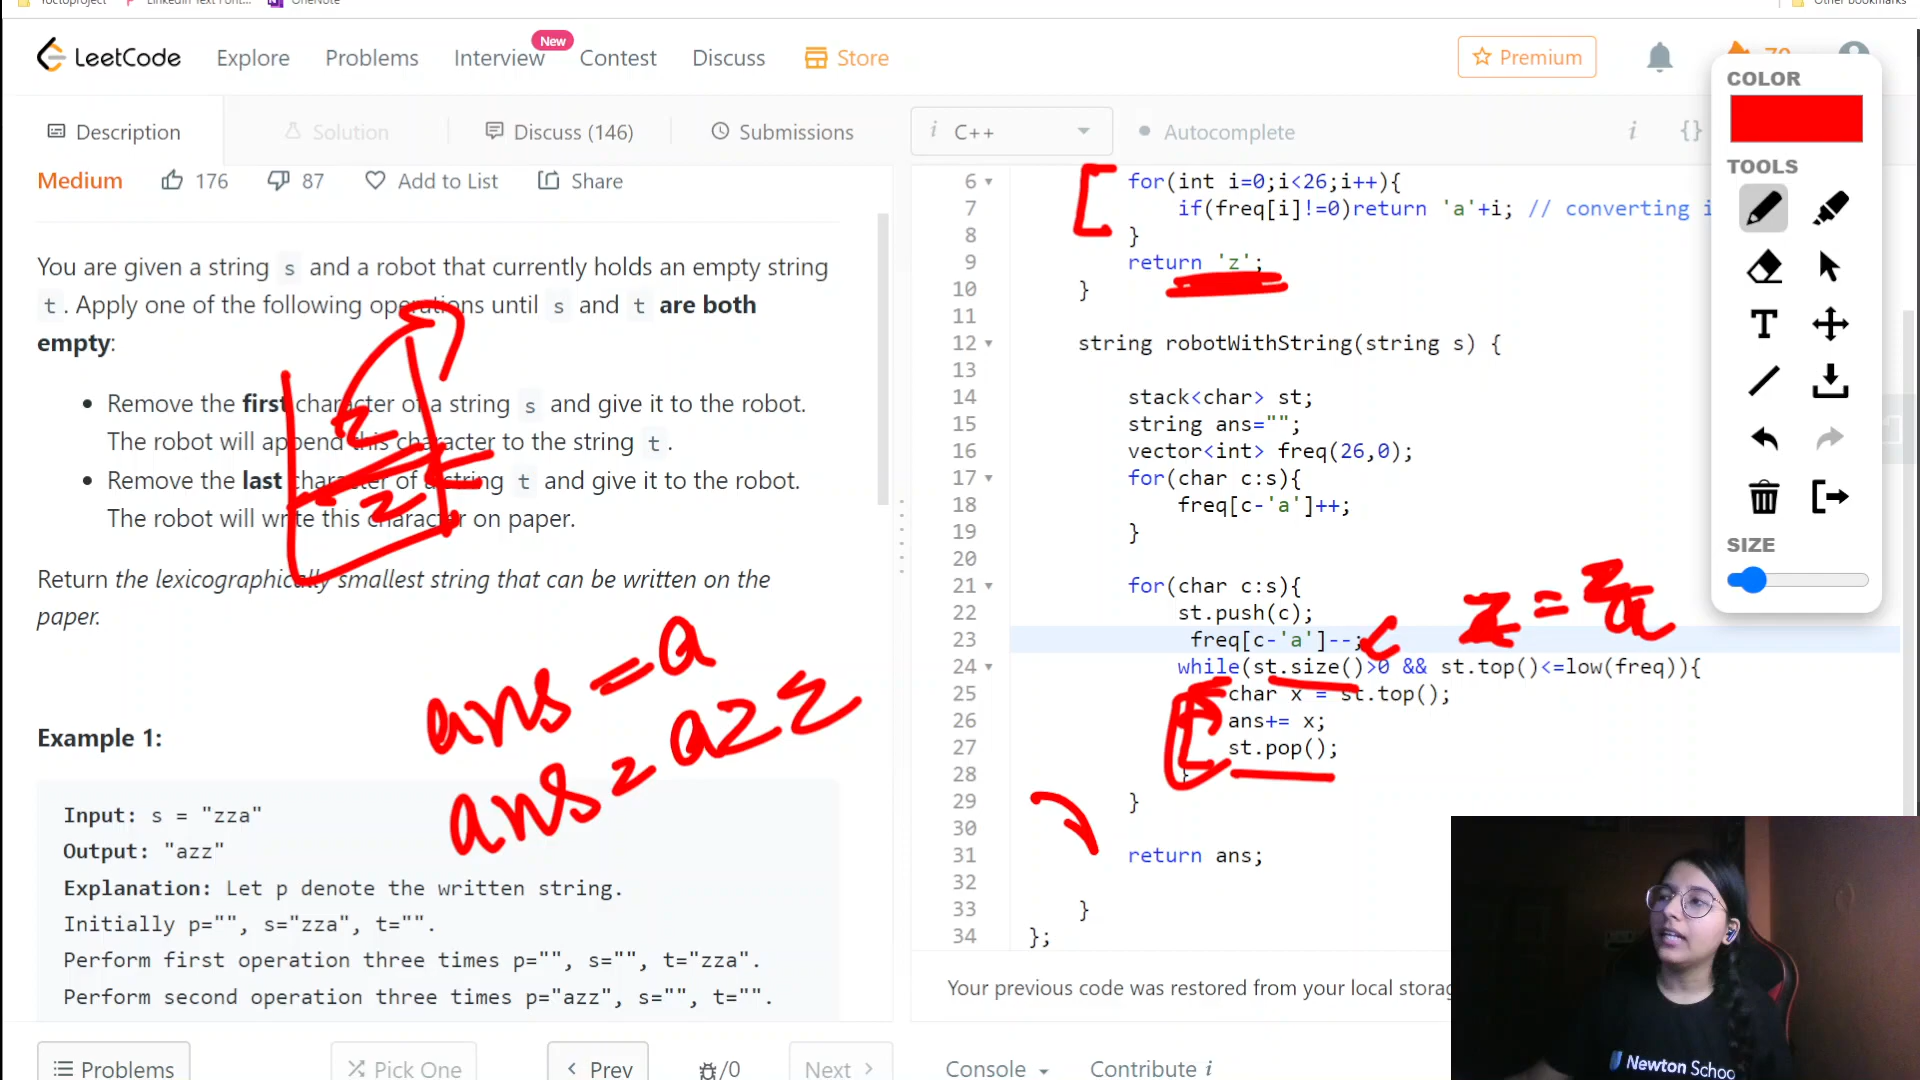 Yoctoproject
LinkedIn Text Font...
OneNote
Other bookmarks
LeetCode
Explore
Problems
Interview
New
Contest
Discuss
Store
Premium
Description
Solution
Discuss (146)
Submissions
i C++
Autocomplete
i {}
Medium 176 87 Add to List Share
You are given a string s and a robot that currently holds an empty string
t. Apply one of the following operations until s and t are both
empty:
• Remove the first character of a string s and give it to the robot.
The robot will append this character to the string t.
• Remove the last character of a string t and give it to the robot.
The robot will write this character on paper.
Return the lexicographically smallest string that can be written on the
paper.
ans = a
ans = azz
Example 1:
Input: s = "zza"
Output: "azz"
Explanation: Let p denote the written string.
Initially p="", s="zza", t="".
Perform first operation three times p="", s="", t="zza".
Perform second operation three times p="azz", s="", t="".
Problems
Pick One
Prev
/0
Next
6 for(int i=0;i<26;i++){
7 if(freq[i]!=0)return 'a'+i; // converting i
8 }
9 return 'z';
10 }
11
12 string robotWithString(string s) {
13
14 stack<char> st;
15 string ans="";
16 vector<int> freq(26,0);
17 for(char c:s){
18 freq[c-'a']++;
19 }
20
21 for(char c:s){
22 st.push(c);
23 freq[c-'a']--;
24 while(st.size()>0 && st.top()<=low(freq)){
25 char x = st.top();
26 ans+= x;
27 st.pop();
28 }
29 }
30
31 return ans;
32
33 }
34 };
Your previous code was restored from your local
Console
Contribute i
COLOR
TOOLS
T
SIZE
Newton School